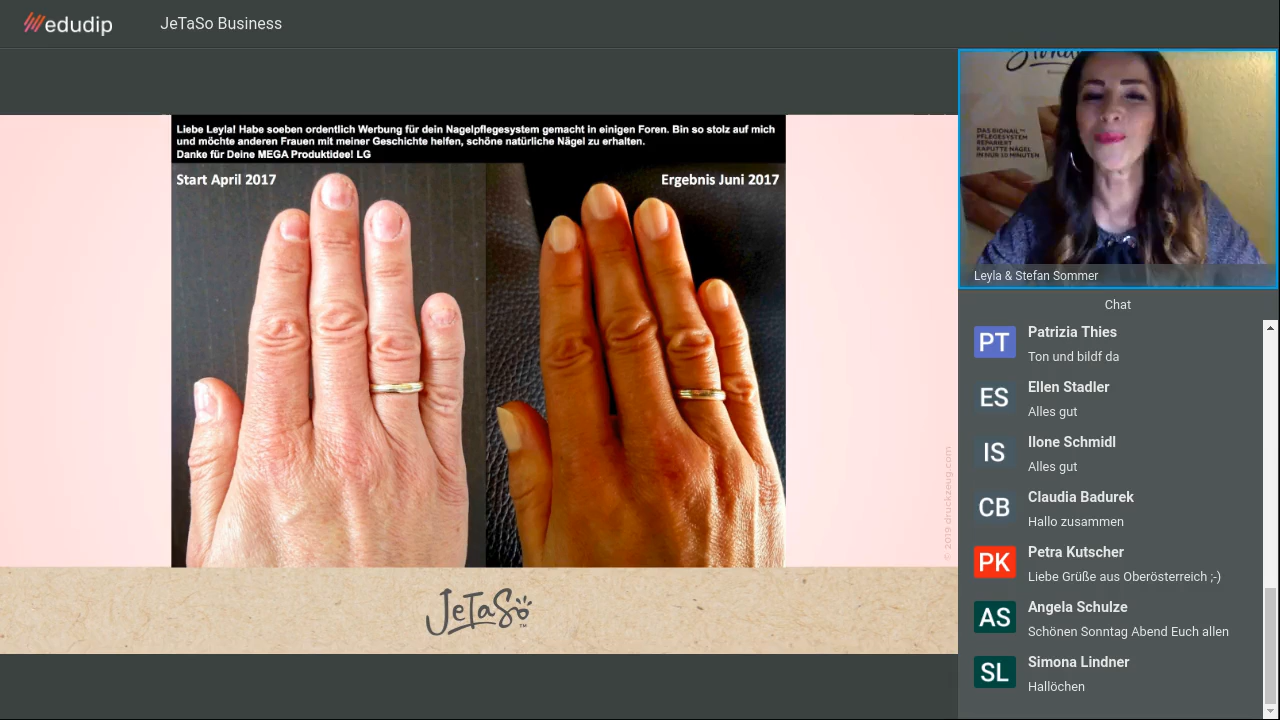 edudip
JeTaSo Business
Liebe Leyla! Habe soeben ordentlich Werbung für dein Nagelpflegesystem gemacht in einigen Foren. Bin so stolz auf mich
und möchte anderen Frauen mit meiner Geschichte helfen, schöne natürliche Nägel zu erhalten.
Danke für Deine MEGA Produktidee! LG
Start April 2017
Ergebnis Juni 2017
© 2019 druckzeug.com
JeTaSo™
DAS BIONAIL™
PFLEGESYSTEM
REPARIERT
KAPUTTE NÄGEL
IN NUR 10 MINUTEN
Leyla & Stefan Sommer
Chat
PT
Patrizia Thies
Ton und bildf da
ES
Ellen Stadler
Alles gut
IS
Ilone Schmidl
Alles gut
CB
Claudia Badurek
Hallo zusammen
PK
Petra Kutscher
Liebe Grüße aus Oberösterreich ;-)
AS
Angela Schulze
Schönen Sonntag Abend Euch allen
SL
Simona Lindner
Hallöchen